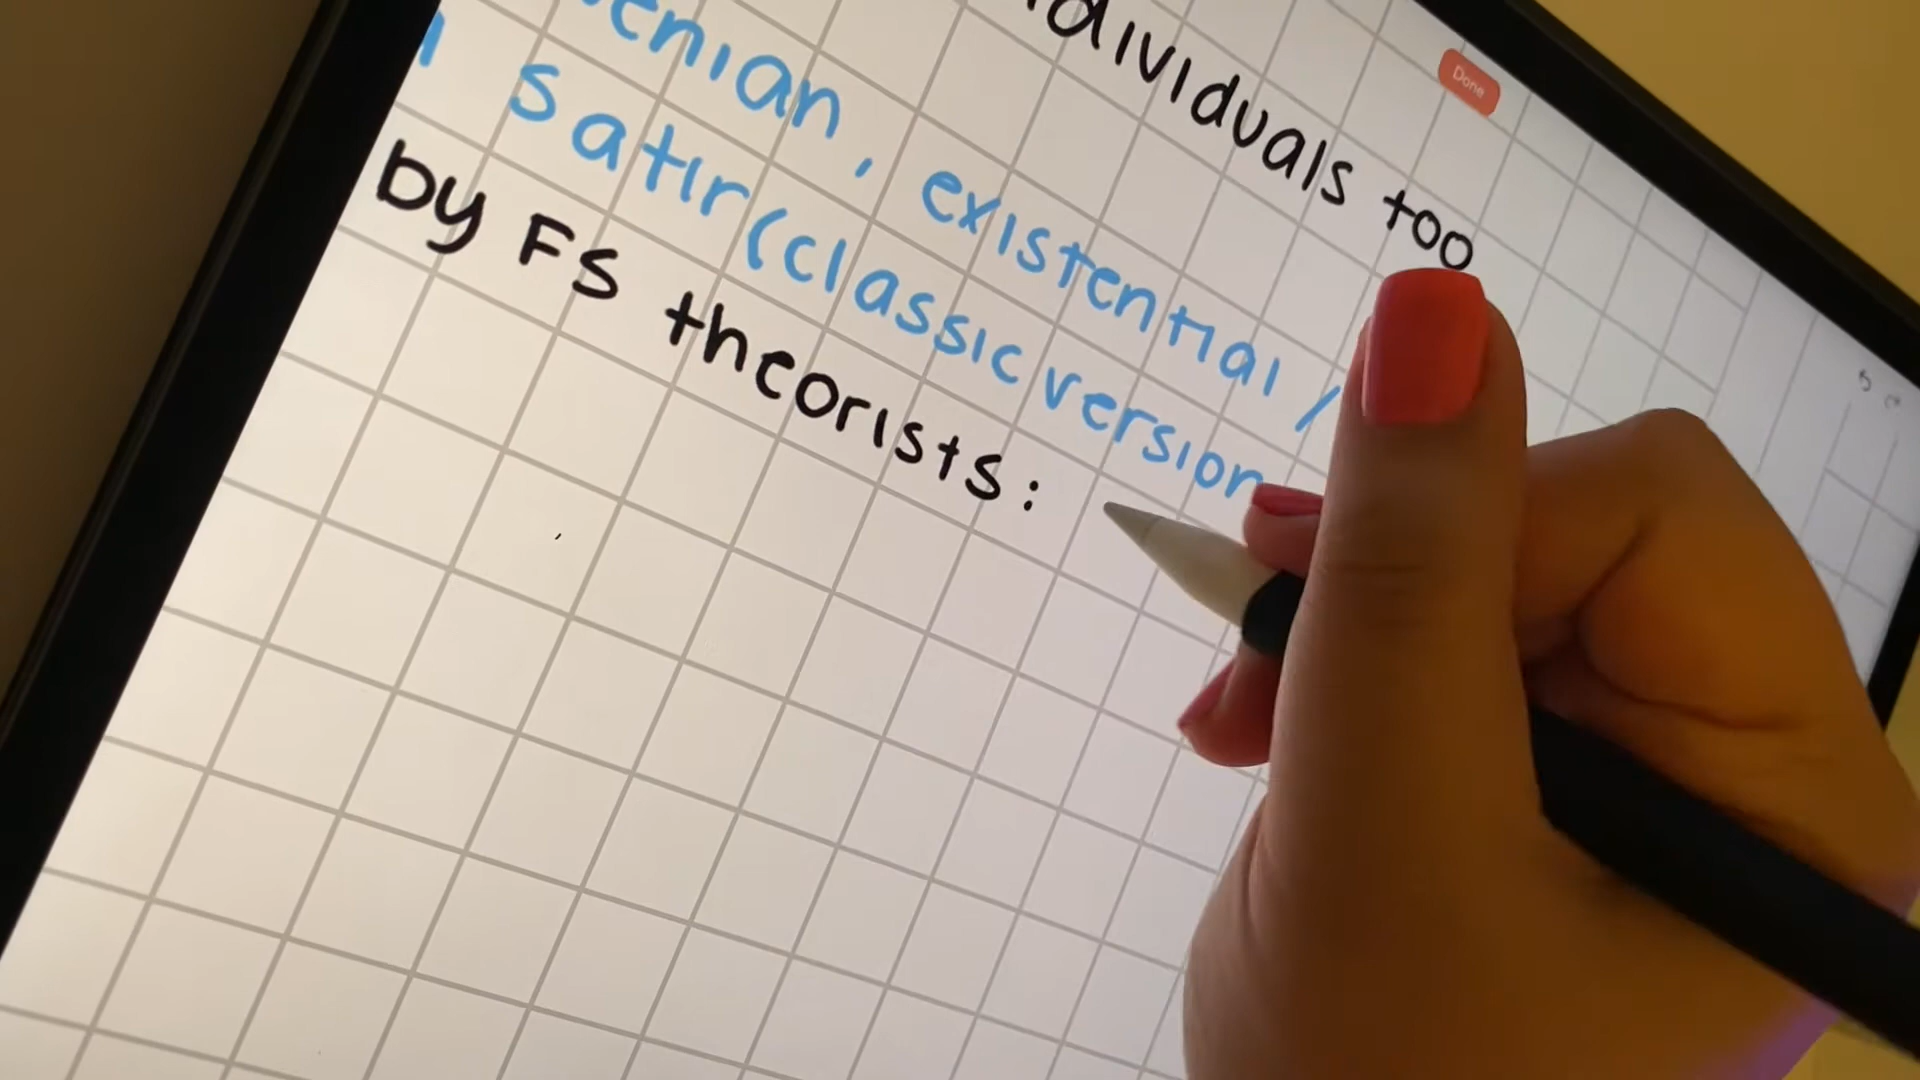 individuals too
Done
existential /
satir (classic version
by FS theorists: